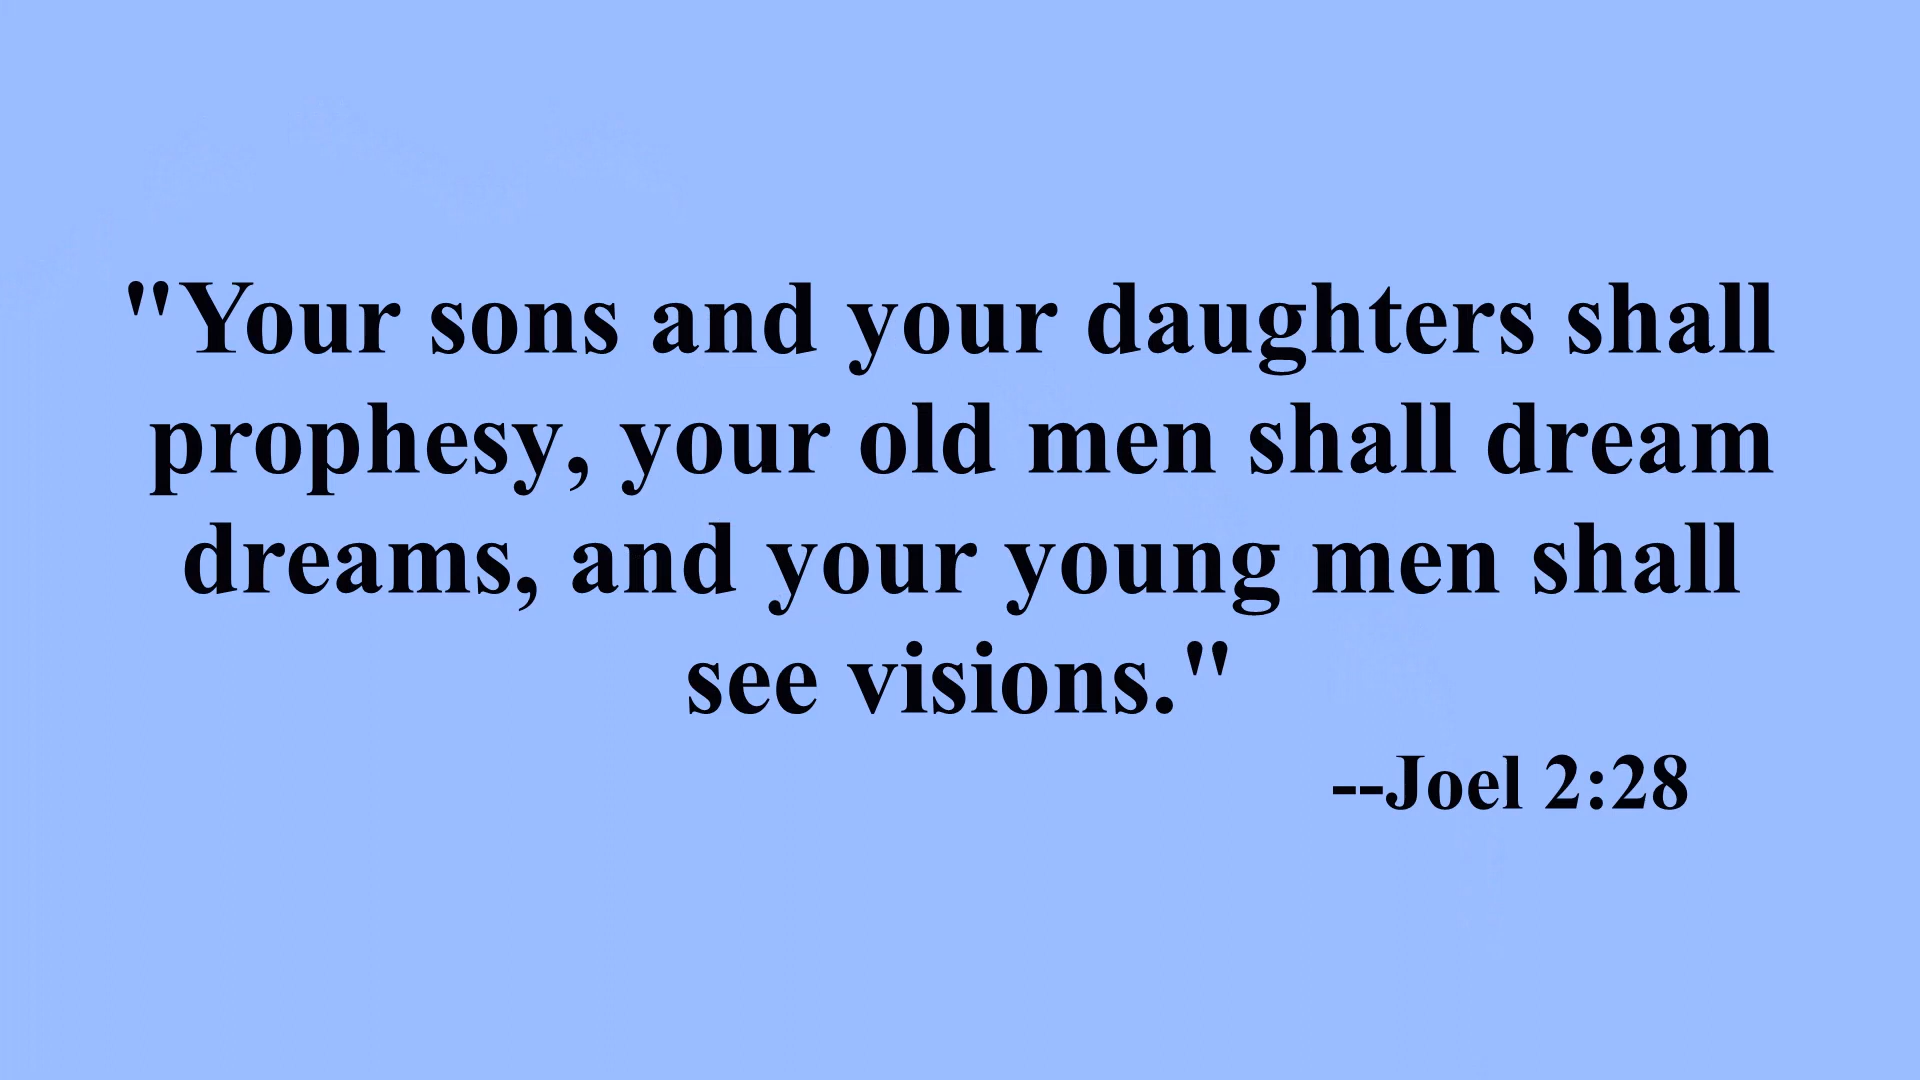 "Your sons and your daughters shall
prophesy, your old men shall dream
dreams, and your young men shall
see visions."
--Joel 2:28